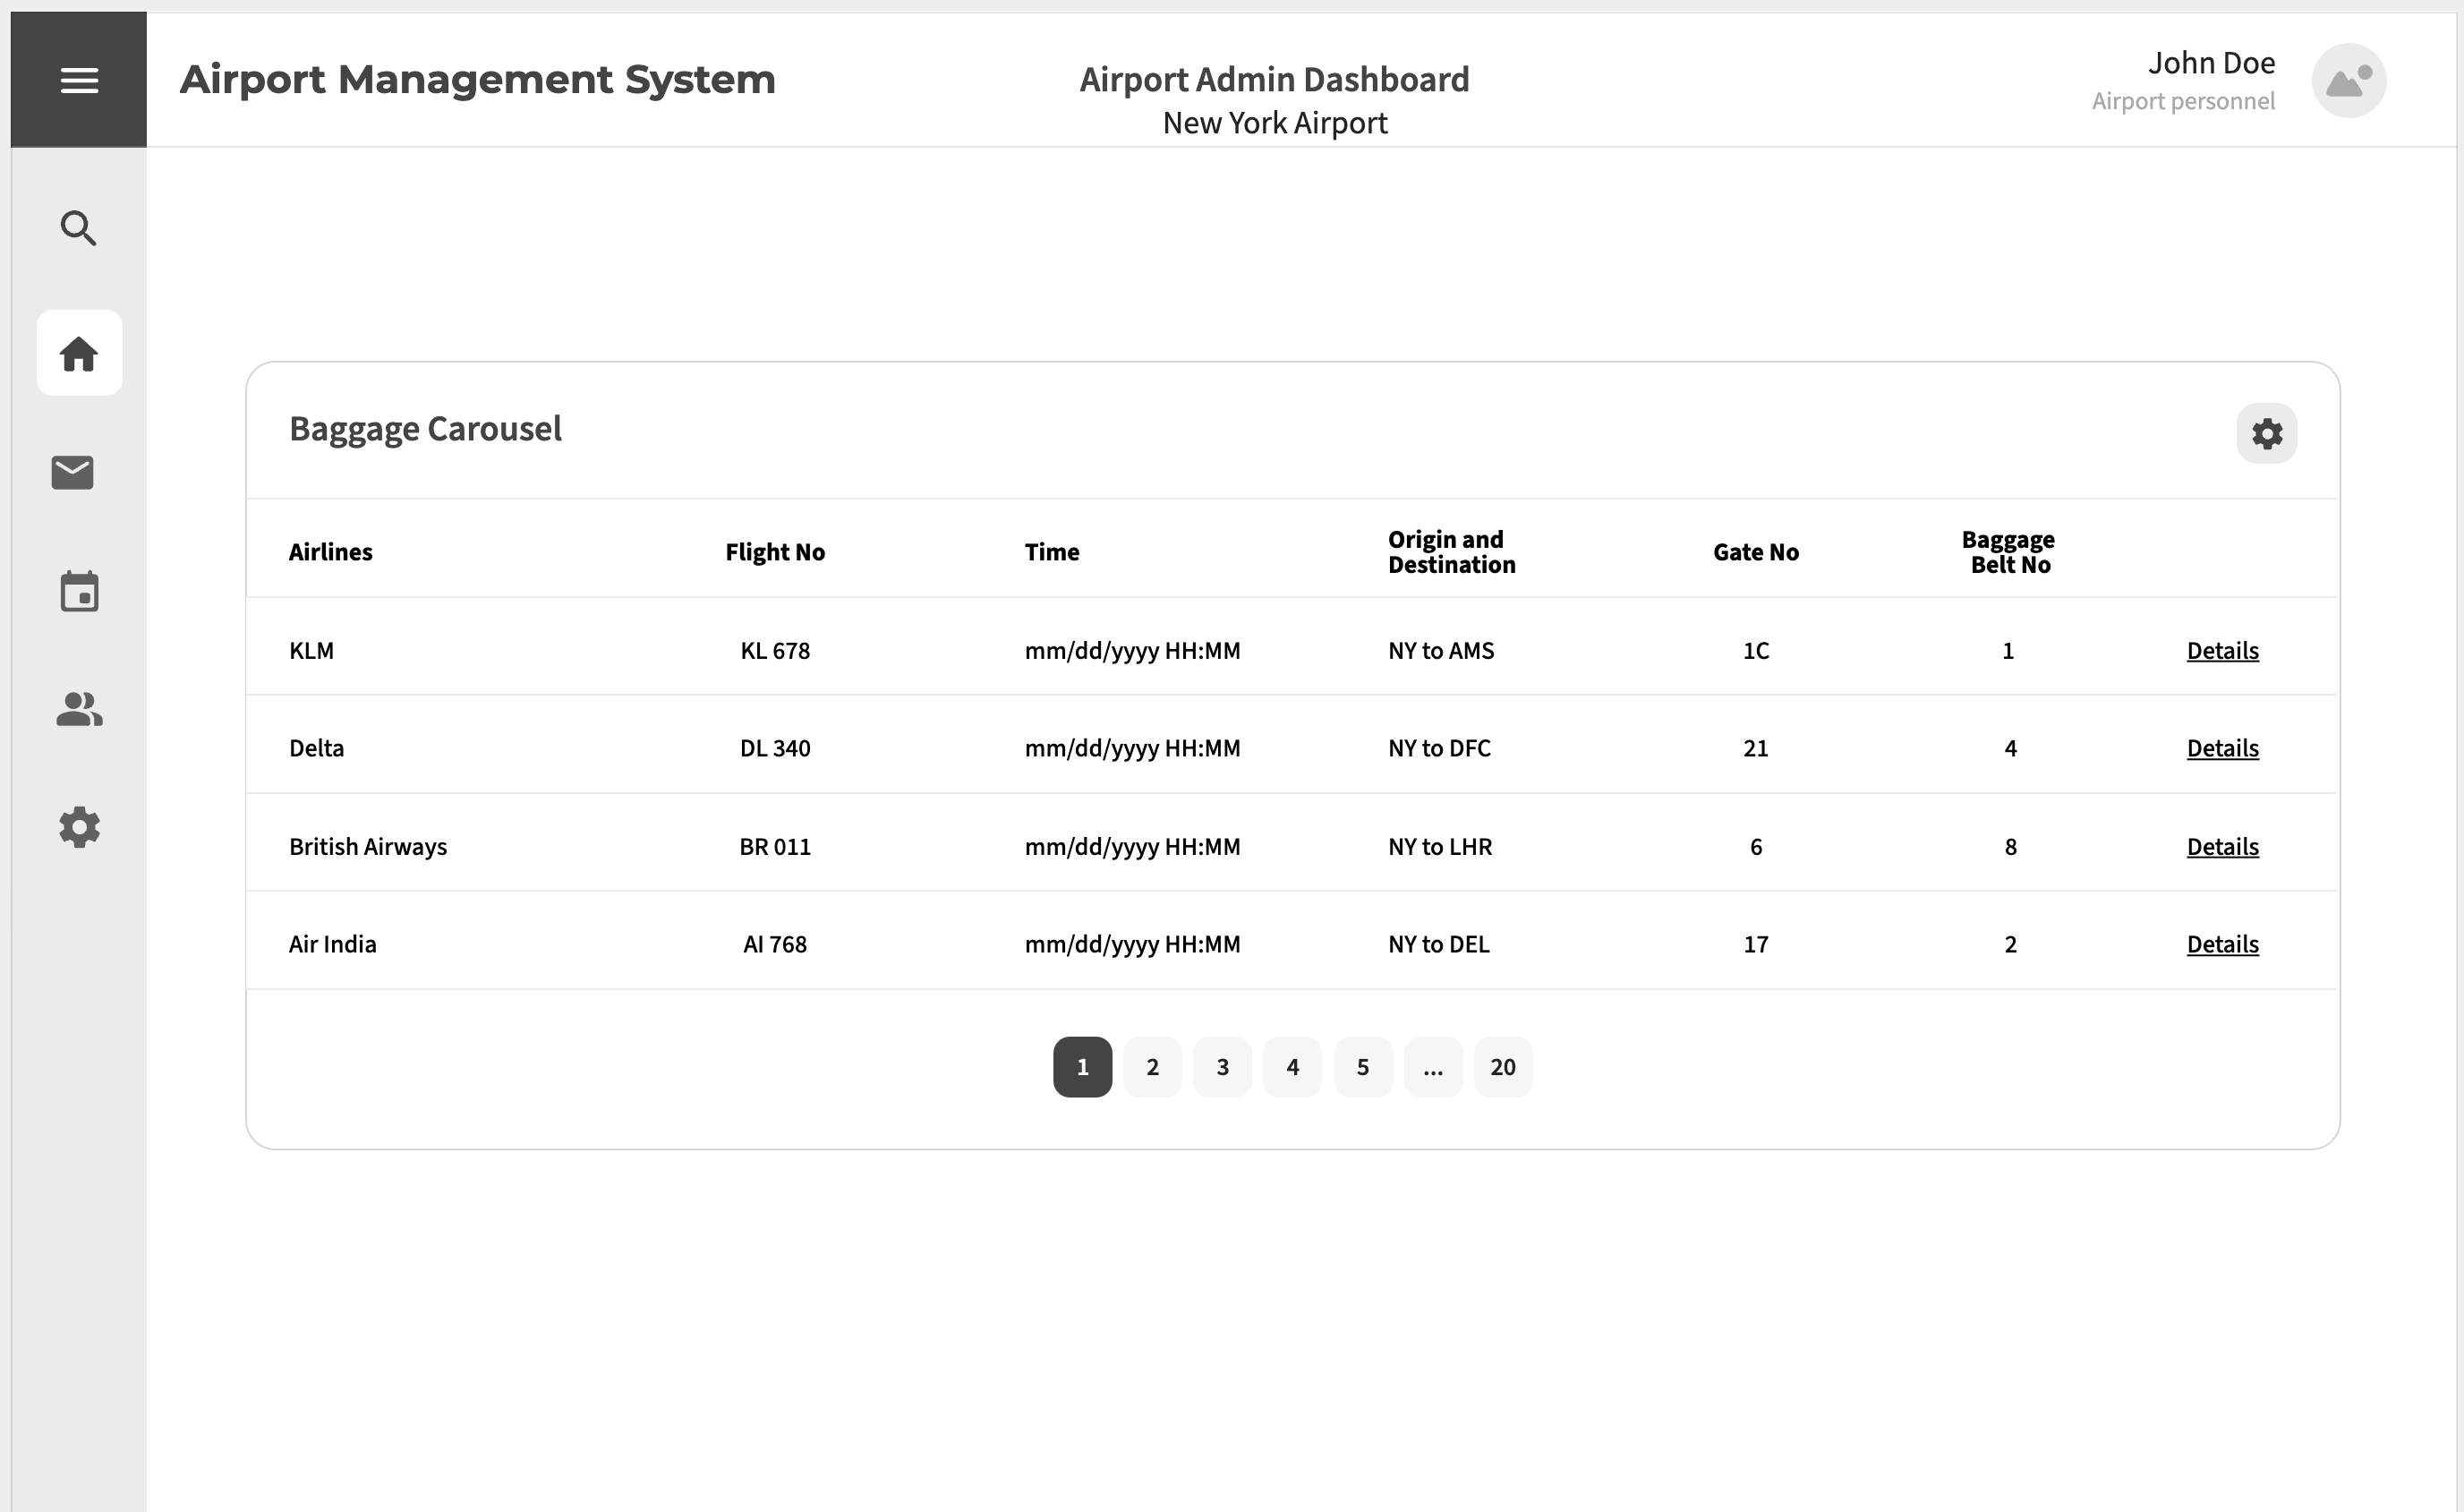 Airport Management System
Airport Admin Dashboard
New York Airport
John Doe
Airport personnel
Baggage Carousel
Airlines Flight No Time Origin and Destination Gate No Baggage Belt No
KLM KL 678 mm/dd/yyyy HH:MM NY to AMS 1C 1 Details
Delta DL 340 mm/dd/yyyy HH:MM NY to DFC 21 4 Details
British Airways BR 011 mm/dd/yyyy HH:MM NY to LHR 6 8 Details
Air India AI 768 mm/dd/yyyy HH:MM NY to DEL 17 2 Details
1 2 3 4 5 ... 20